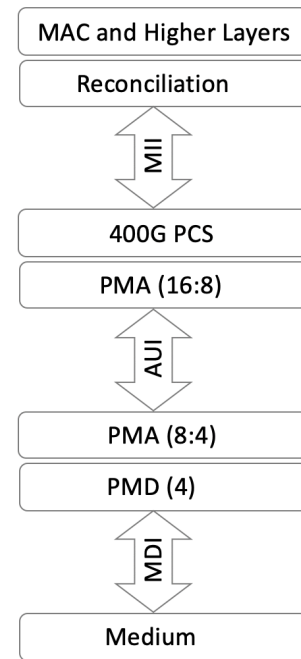 MAC and Higher Layers
Reconciliation
MII
400G PCS
PMA (16:8)
AUI
PMA (8:4)
PMD (4)
MDI
Medium